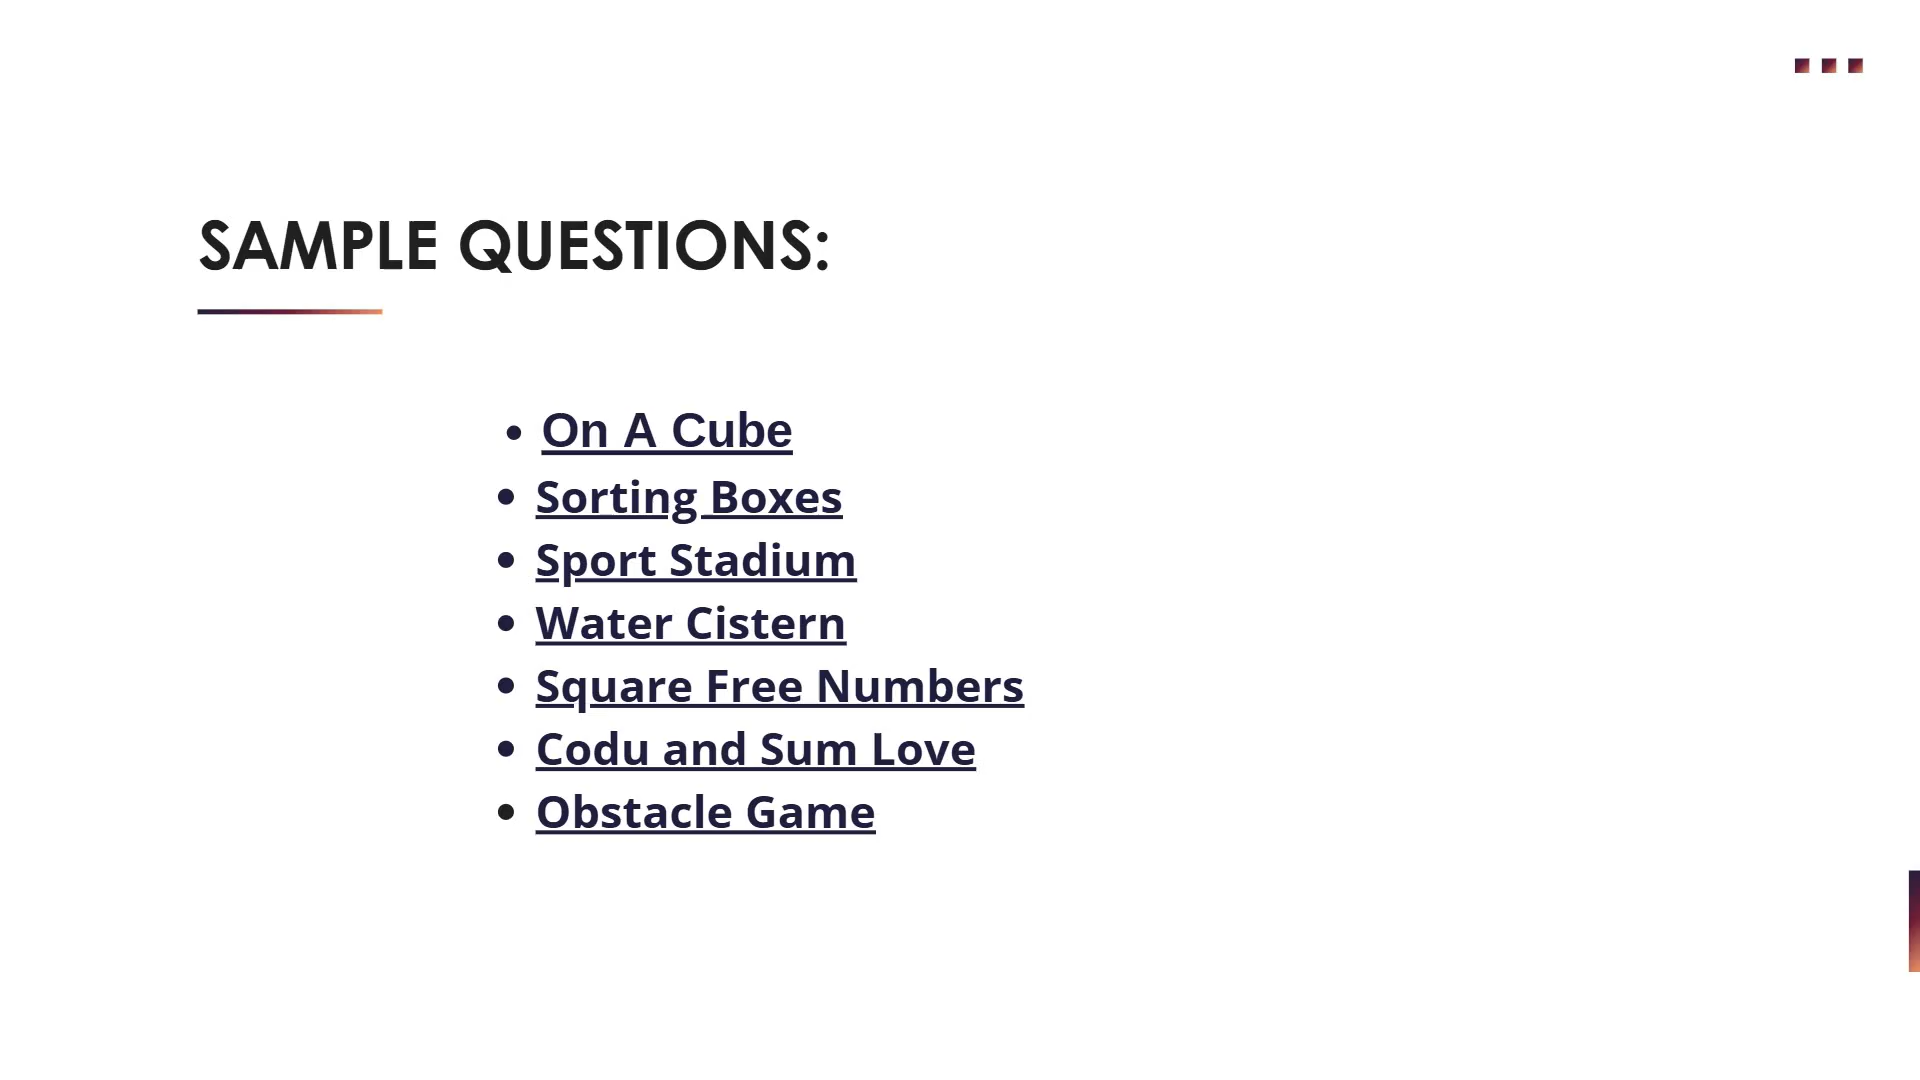 SAMPLE QUESTIONS:
• On A Cube
• Sorting Boxes
• Sport Stadium
• Water Cistern
• Square Free Numbers
• Codu and Sum Love
• Obstacle Game